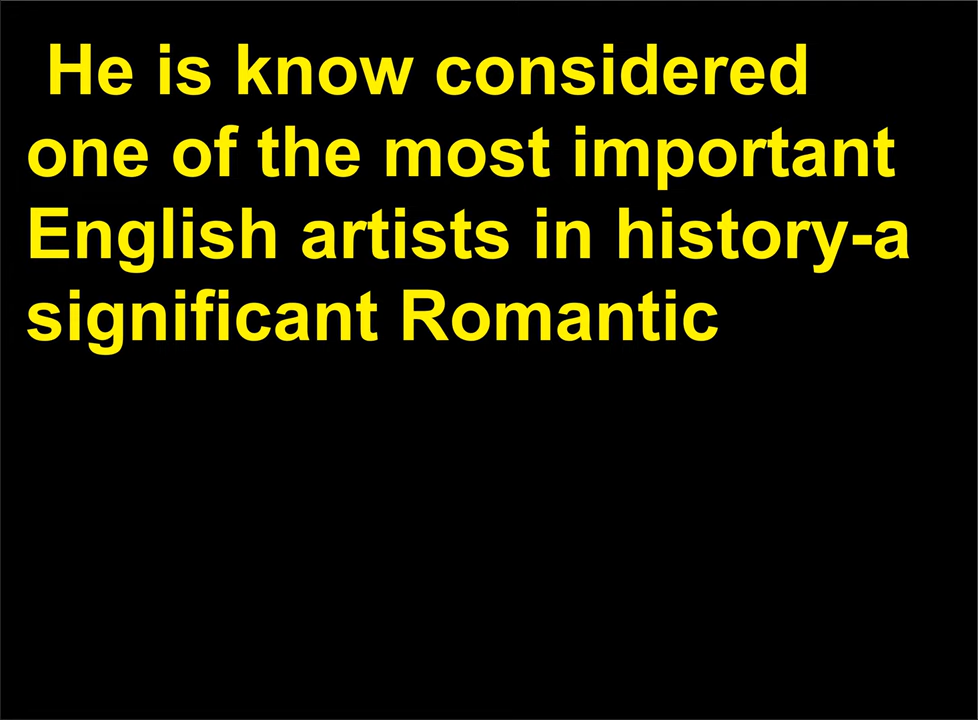 He is know considered
one of the most important
English artists in history-a
significant Romantic